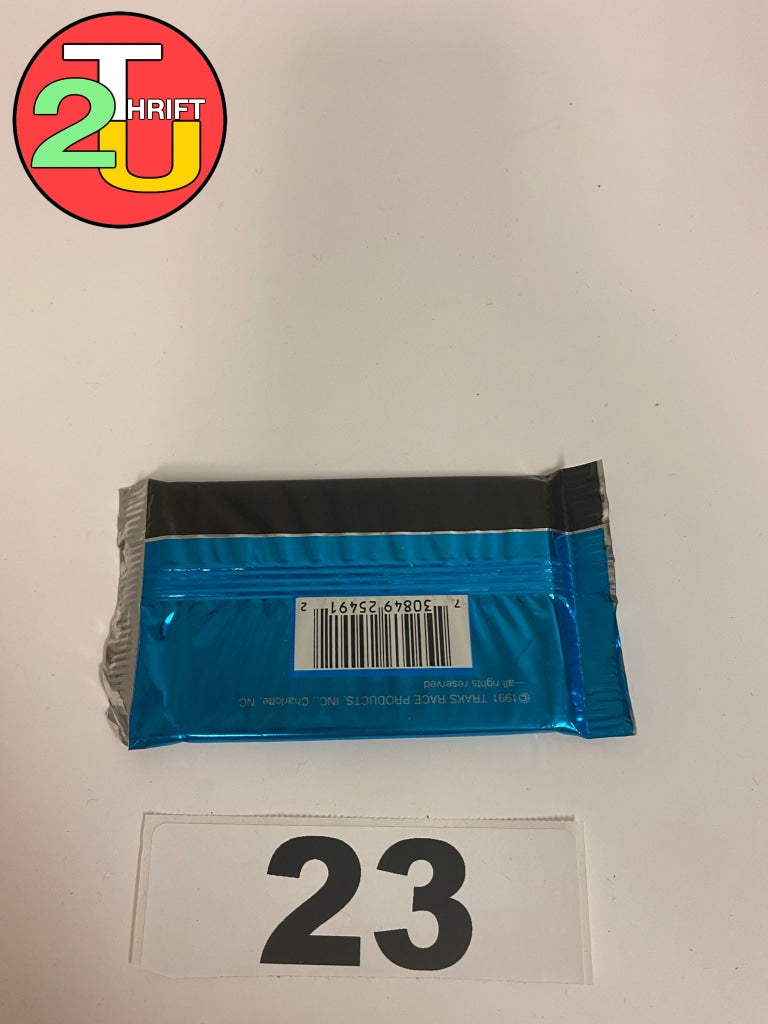 2 THRIFT U
7 30849 25491 2
—all rights reserved
©1991 TRAKS RACE PRODUCTS, INC., Charlotte, NC
23